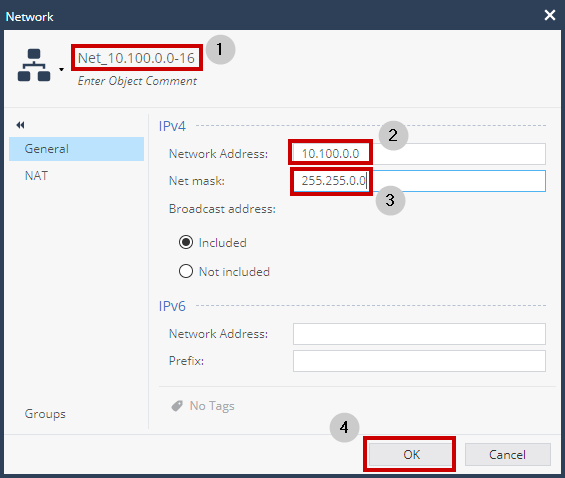 Network
Net_10.100.0.0-16
1
Enter Object Comment
General
NAT
Groups
IPv4
2
Network Address: 10.100.0.0
Net mask: 255.255.0.0
3
Broadcast address:
Included
Not included
IPv6
Network Address:
Prefix:
No Tags
4
OK
Cancel